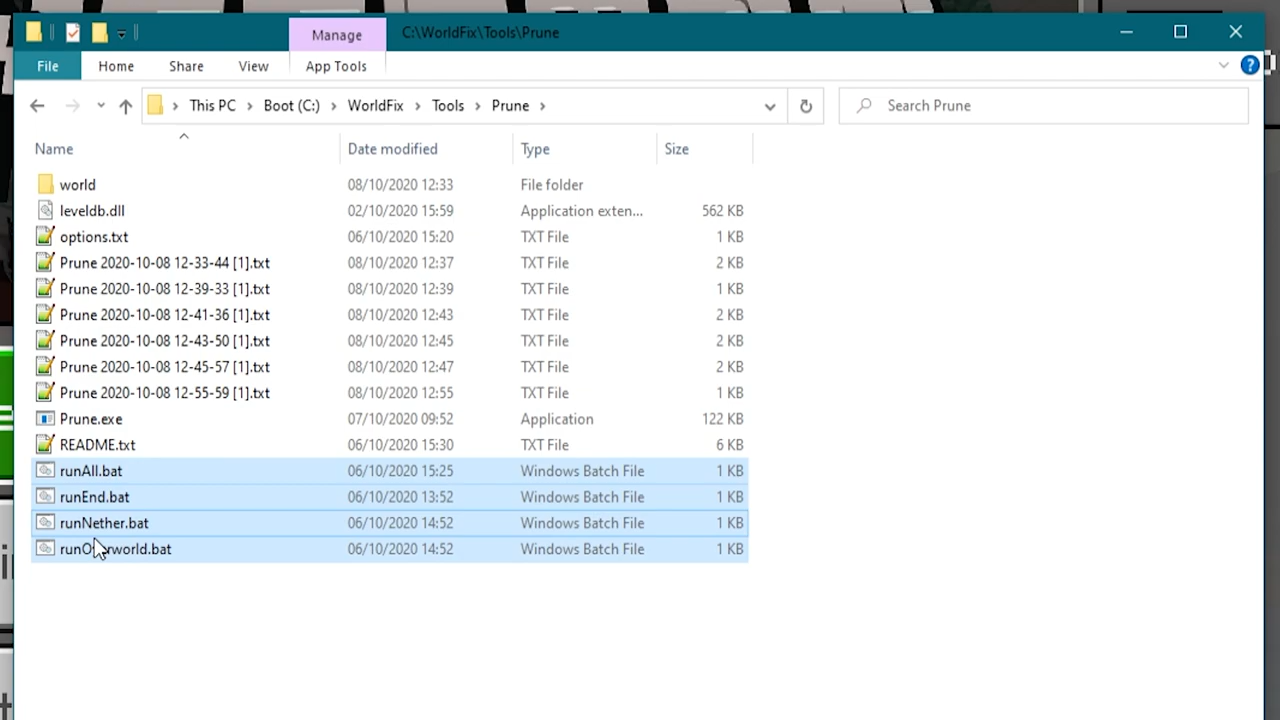 Manage C:\WorldFix\Tools\Prune
File Home Share View App Tools
This PC Boot (C:) WorldFix Tools Prune Search Prune
Name Date modified Type Size
world 08/10/2020 12:33 File folder
leveldb.dll 02/10/2020 15:59 Application exten... 562 KB
options.txt 06/10/2020 15:20 TXT File 1 KB
Prune 2020-10-08 12-33-44 [1].txt 08/10/2020 12:37 TXT File 2 KB
Prune 2020-10-08 12-39-33 [1].txt 08/10/2020 12:39 TXT File 1 KB
Prune 2020-10-08 12-41-36 [1].txt 08/10/2020 12:43 TXT File 2 KB
Prune 2020-10-08 12-43-50 [1].txt 08/10/2020 12:45 TXT File 2 KB
Prune 2020-10-08 12-45-57 [1].txt 08/10/2020 12:47 TXT File 2 KB
Prune 2020-10-08 12-55-59 [1].txt 08/10/2020 12:55 TXT File 1 KB
Prune.exe 07/10/2020 09:52 Application 122 KB
README.txt 06/10/2020 15:30 TXT File 6 KB
runAll.bat 06/10/2020 15:25 Windows Batch File 1 KB
runEnd.bat 06/10/2020 13:52 Windows Batch File 1 KB
runNether.bat 06/10/2020 14:52 Windows Batch File 1 KB
runOverworld.bat 06/10/2020 14:52 Windows Batch File 1 KB